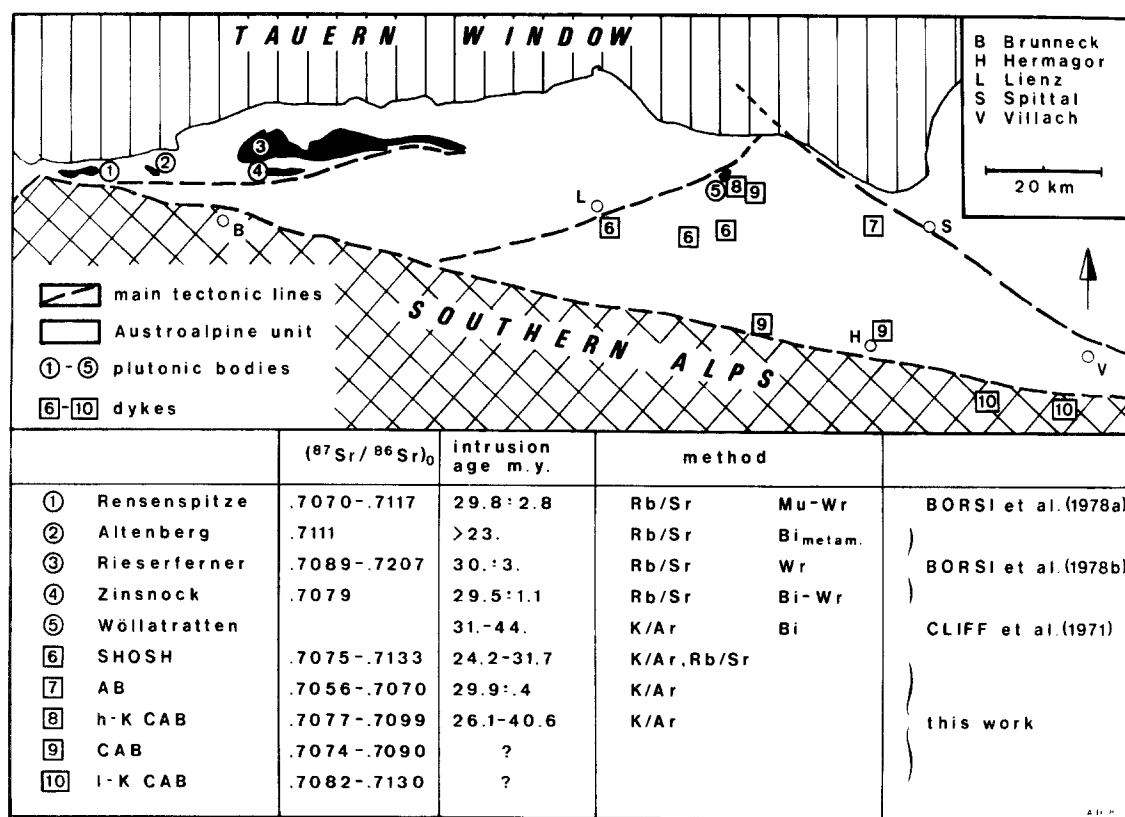 TAUERN WINDOW
B Brunneck
H Hermagor
L Lienz
S Spittal
V Villach
20 km
1
2
3
4
5
8
9
L
6
6
6
7
S
B
9
H
9
V
10
10
SOUTHERN ALPS
main tectonic lines
Austroalpine unit
1-5 plutonic bodies
6-10 dykes
(87Sr/86Sr)0 intrusion age m.y. method
1 Rensenspitze .7070-.7117 29.8:2.8 Rb/Sr Mu-Wr BORSI et al.(1978a)
2 Altenberg .7111 >23. Rb/Sr Bi metam.
3 Rieserferner .7089-.7207 30.:3. Rb/Sr Wr BORSI et al.(1978b)
4 Zinsnock .7079 29.5:1.1 Rb/Sr Bi-Wr
5 Wöllatratten 31.-44. K/Ar Bi CLIFF et al.(1971)
6 SHOSH .7075-.7133 24.2-31.7 K/Ar,Rb/Sr
7 AB .7056-.7070 29.9:.4 K/Ar
8 h-K CAB .7077-.7099 26.1-40.6 K/Ar this work
9 CAB .7074-.7090 ?
10 l-K CAB .7082-.7130 ?